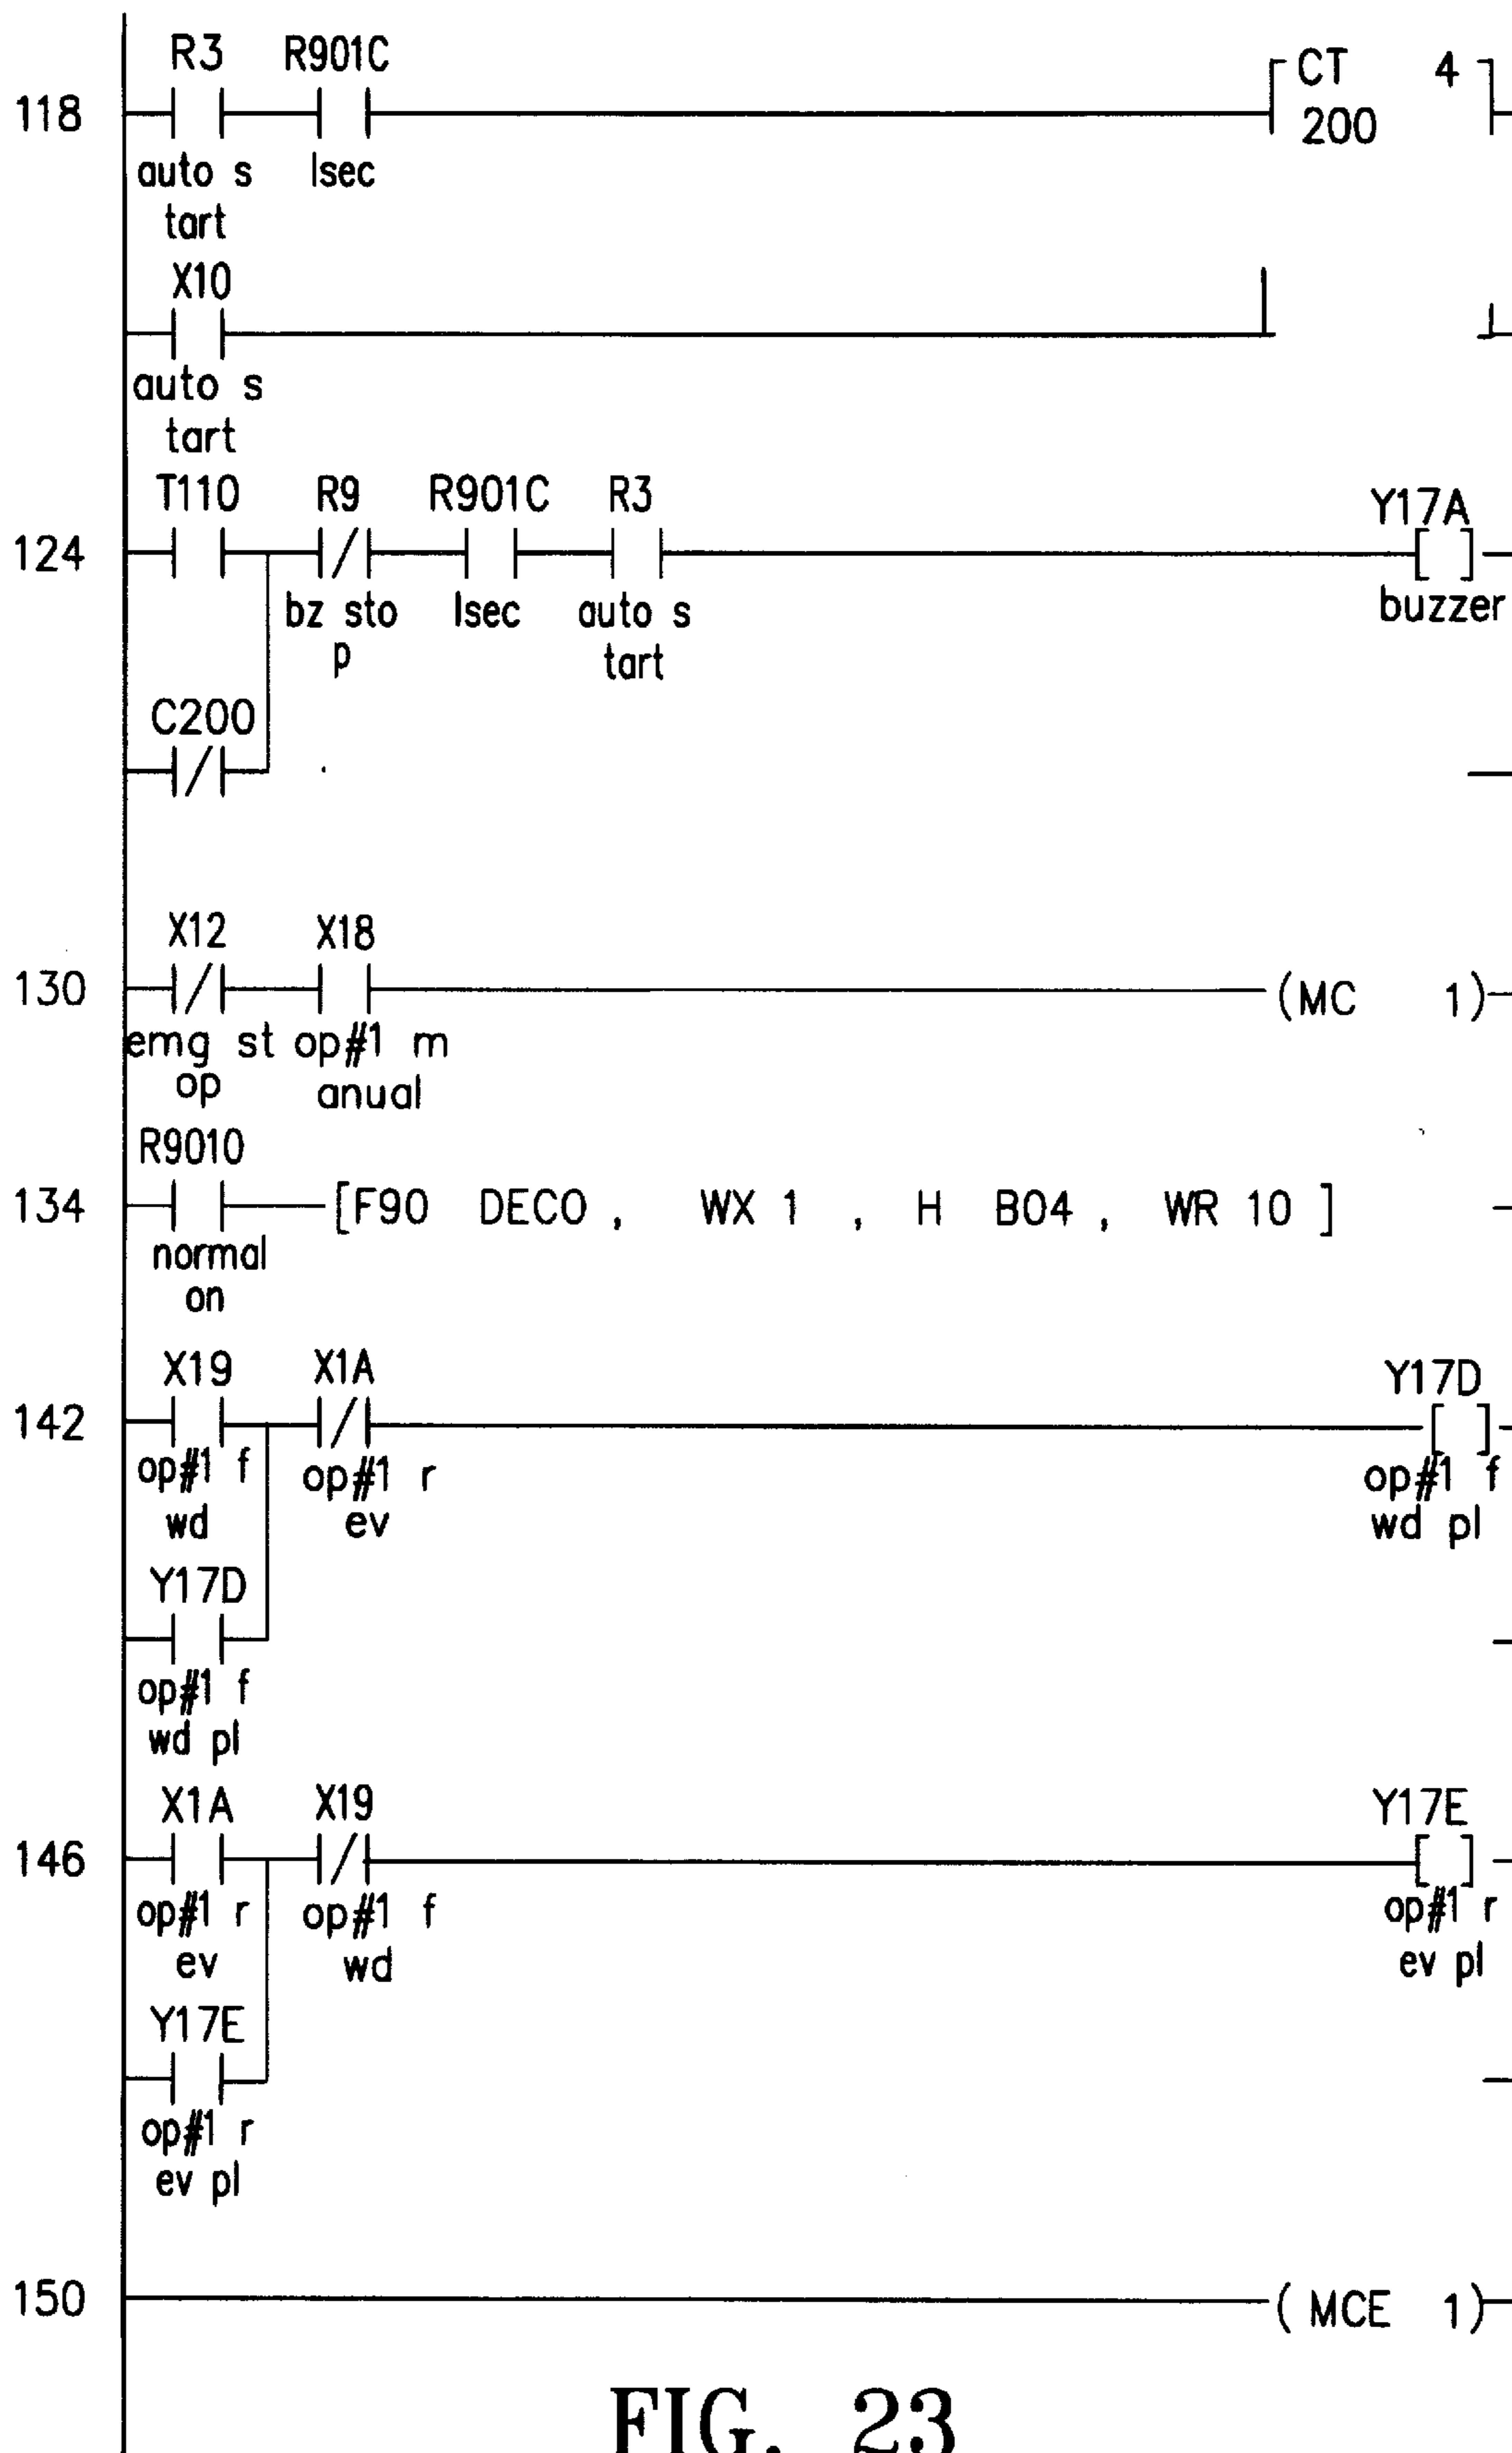 R3 R901C CT 4
118 200
auto s lsec
tart
X10
auto s
tart
T110 R9 R901C R3 Y17A
124
bz sto lsec auto s buzzer
p tart
C200
X12 X18
130 (MC 1)
emg st op#1 m
op anual
R9010
134 [F90 DECO , WX 1 , H B04 , WR 10 ]
normal
on
X19 X1A Y17D
142
op#1 f op#1 r op#1 f
wd ev wd pl
Y17D
op#1 f
wd pl
X1A X19 Y17E
146
op#1 r op#1 f op#1 r
ev wd ev pl
Y17E
op#1 r
ev pl
150 ( MCE 1)
FIG. 23